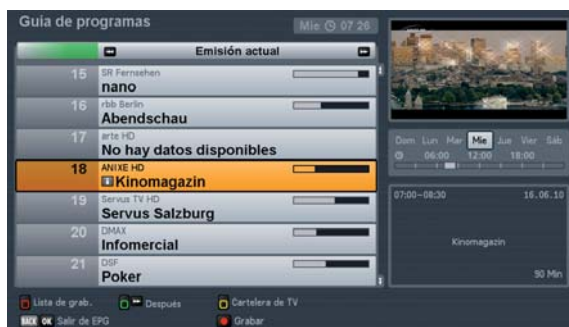 Guia de programas
Mie 07 26
Emisión actual
15 SR Fernsehen
nano
16 rbb Berlin
Abendschau
17 arte HD
No hay datos disponibles
18 ANIXE HD
Kinomagazin
19 Servus TV HD
Servus Salzburg
20 DMAX
Infomercial
21 DSF
Poker
Dom Lun Mar Mie Jue Vier Sáb
06:00 12:00 18:00
07:00-08:30 16.06.10
Kinomagazin
90 Min
Lista de grab. Después Cartelera de TV
BACK OK Salir de EPG Grabar